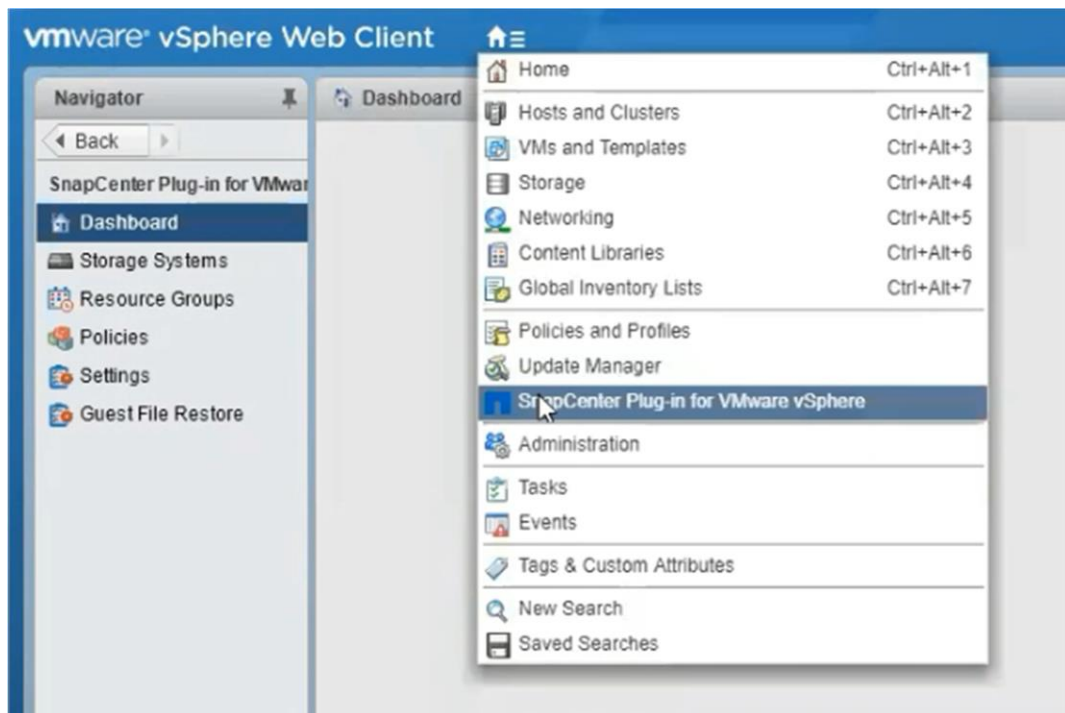 vmware® vSphere Web Client
Navigator
Back
SnapCenter Plug-in for VMwar
Dashboard
Storage Systems
Resource Groups
Policies
Settings
Guest File Restore
Dashboard
Home Ctrl+Alt+1
Hosts and Clusters Ctrl+Alt+2
VMs and Templates Ctrl+Alt+3
Storage Ctrl+Alt+4
Networking Ctrl+Alt+5
Content Libraries Ctrl+Alt+6
Global Inventory Lists Ctrl+Alt+7
Policies and Profiles
Update Manager
SnapCenter Plug-in for VMware vSphere
Administration
Tasks
Events
Tags & Custom Attributes
New Search
Saved Searches